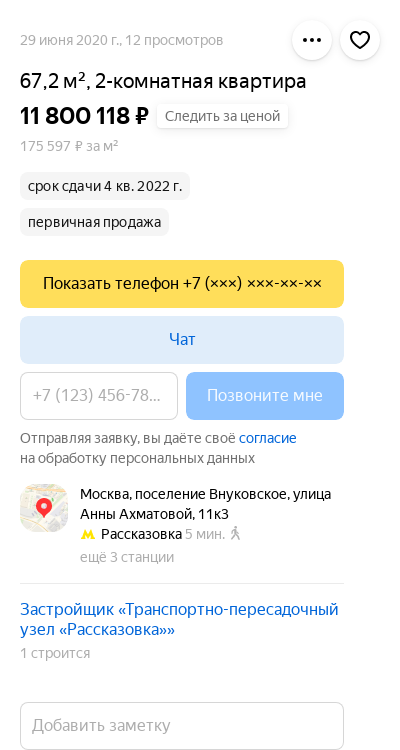 29 июня 2020 г., 12 просмотров
67,2 м², 2-комнатная квартира
11 800 118 ₽ Следить за ценой
175 597 ₽ за м²
срок сдачи 4 кв. 2022 г.
первичная продажа
Показать телефон +7 (×××) ×××-××-××
Чат
+7 (123) 456-78... Позвоните мне
Отправляя заявку, вы даёте своё согласие
на обработку персональных данных
Москва, поселение Внуковское, улица
Анны Ахматовой, 11к3
Рассказовка 5 мин.
ещё 3 станции
Застройщик «Транспортно-пересадочный
узел «Рассказовка»»
1 строится
Добавить заметку